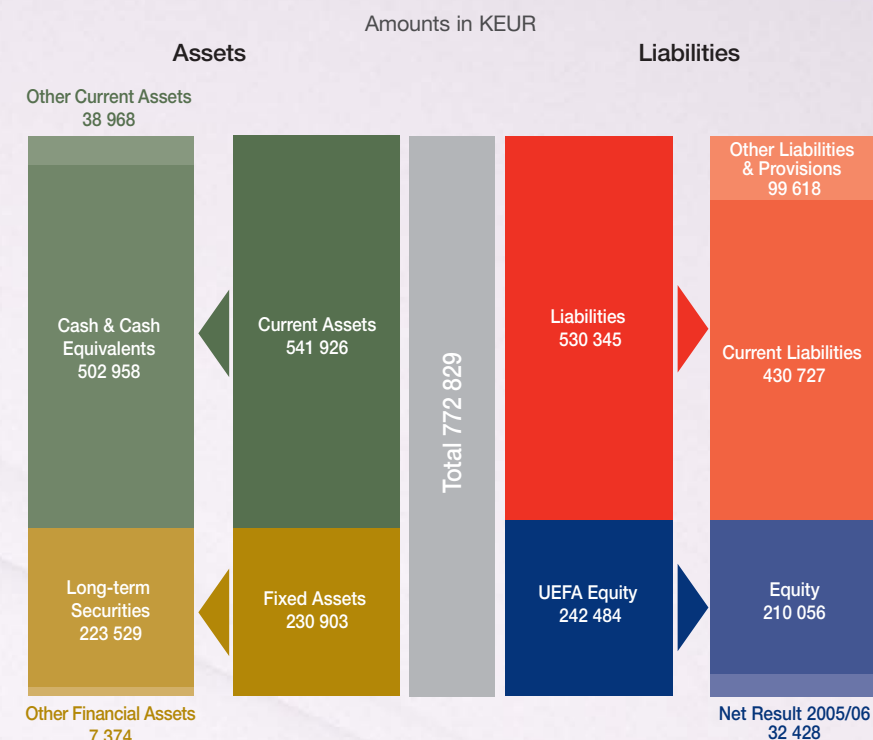 Amounts in KEUR
Assets
Liabilities
Other Current Assets
38 968
Cash & Cash
Equivalents
502 958
Long-term
Securities
223 529
Other Financial Assets
7 374
Current Assets
541 926
Fixed Assets
230 903
Total 772 829
Liabilities
530 345
UEFA Equity
242 484
Other Liabilities
& Provisions
99 618
Current Liabilities
430 727
Equity
210 056
Net Result 2005/06
32 428